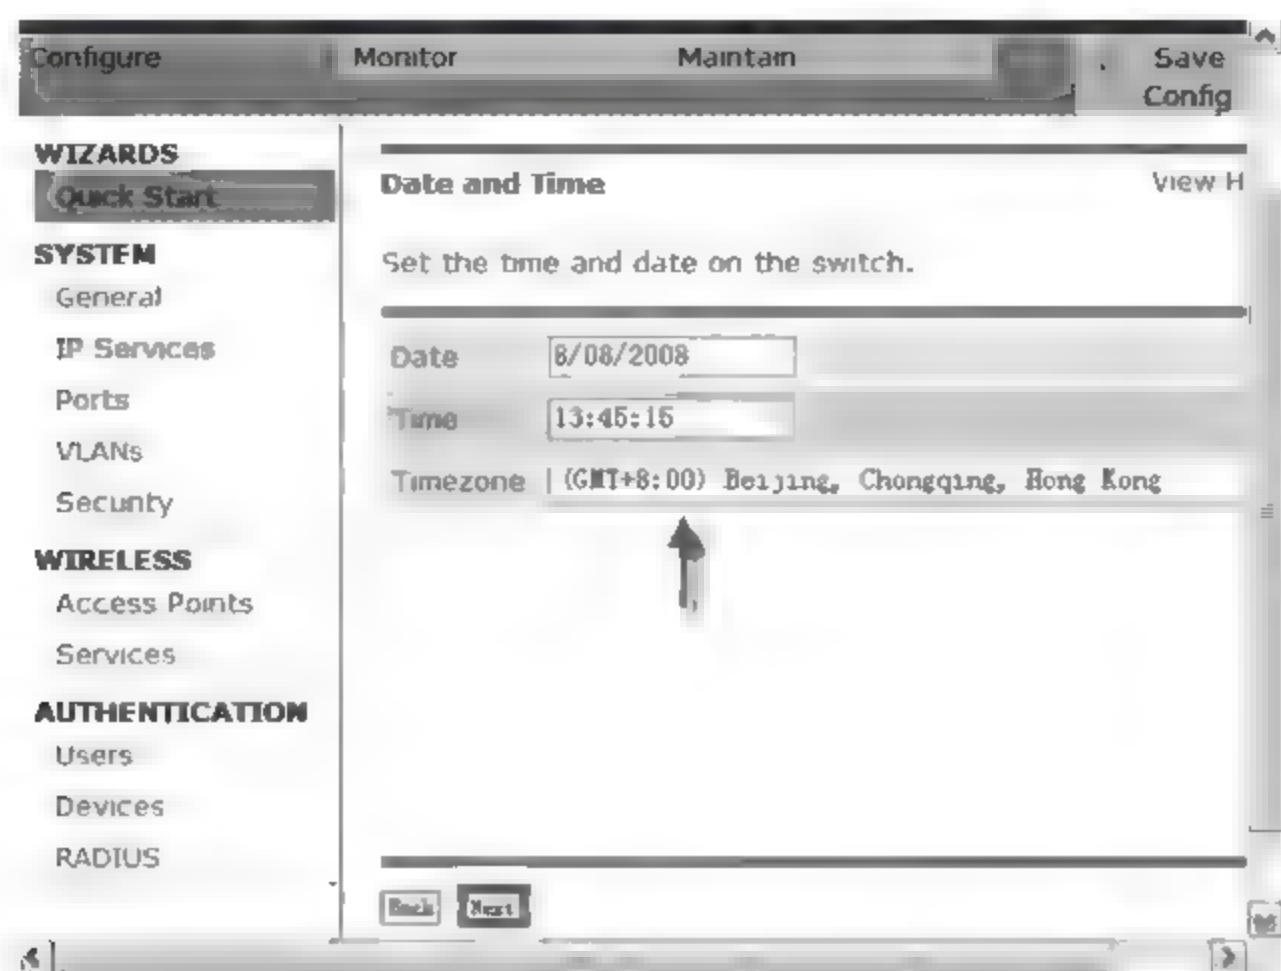 Configure Monitor Maintain Save
Config
WIZARDS
Quick Start
SYSTEM
General
IP Services
Ports
VLANs
Security
WIRELESS
Access Points
Services
AUTHENTICATION
Users
Devices
RADIUS
Date and Time View H
Set the time and date on the switch.
Date 8/08/2008
Time 13:45:15
Timezone (GMT+8:00) Beijing, Chongqing, Hong Kong
Back Next